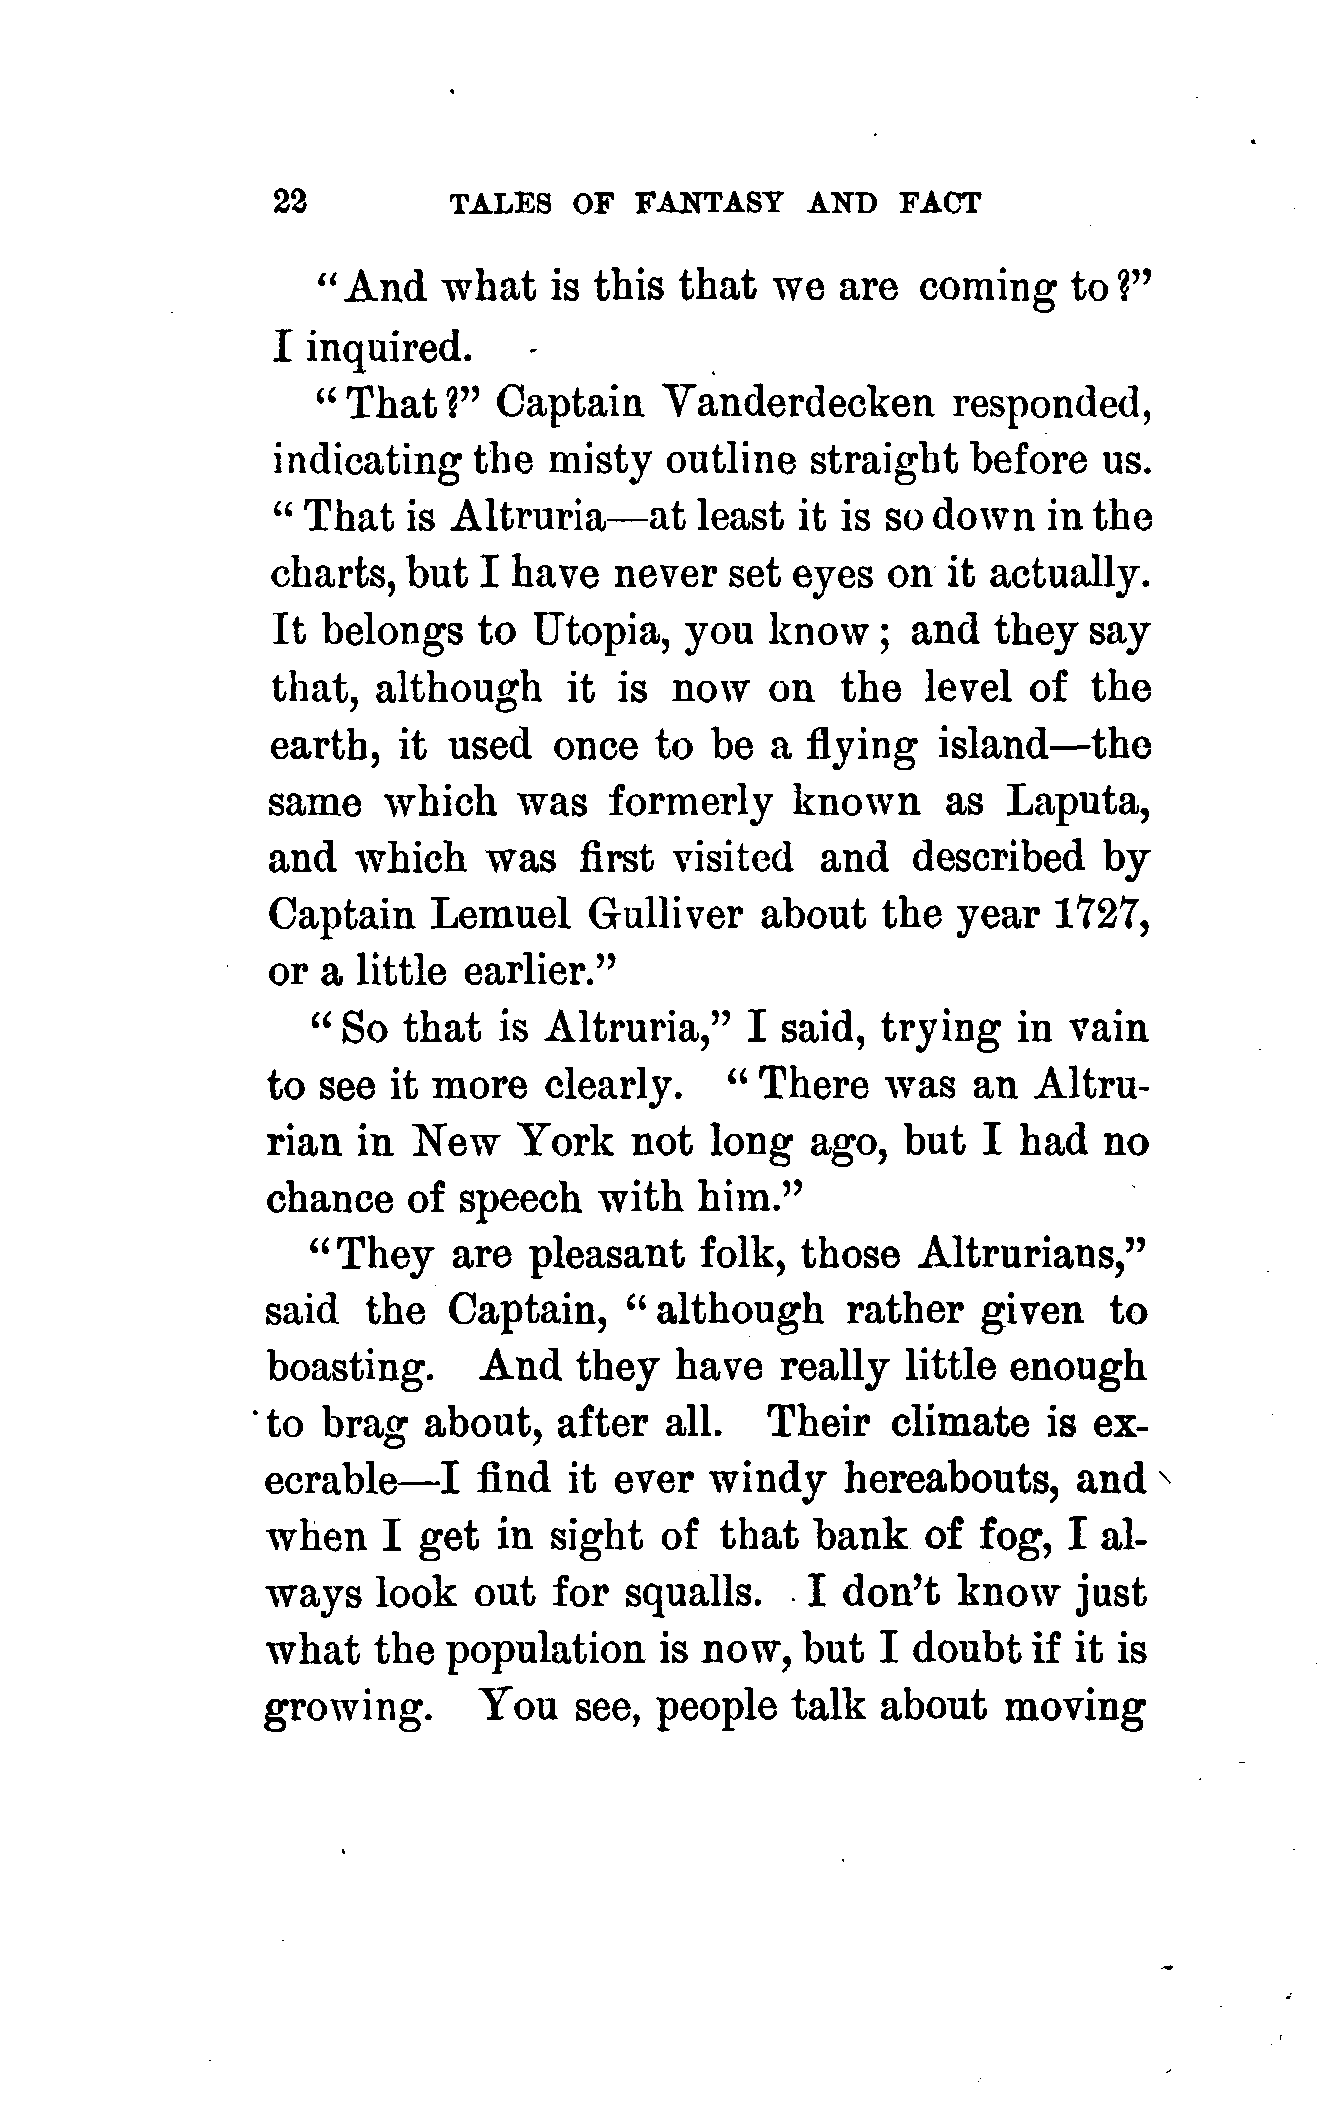 22 TALES OF FANTASY AND FACT
“And what is this that we are coming to?”
I inquired.
“That?” Captain Vanderdecken responded,
indicating the misty outline straight before us.
“That is Altruria—at least it is so down in the
charts, but I have never set eyes on it actually.
It belongs to Utopia, you know; and they say
that, although it is now on the level of the
earth, it used once to be a flying island—the
same which was formerly known as Laputa,
and which was first visited and described by
Captain Lemuel Gulliver about the year 1727,
or a little earlier.”
“So that is Altruria,” I said, trying in vain
to see it more clearly. “There was an Altru-
rian in New York not long ago, but I had no
chance of speech with him.”
“They are pleasant folk, those Altrurians,”
said the Captain, “although rather given to
boasting. And they have really little enough
to brag about, after all. Their climate is ex-
ecrable—I find it ever windy hereabouts, and
when I get in sight of that bank of fog, I al-
ways look out for squalls. I don’t know just
what the population is now, but I doubt if it is
growing. You see, people talk about moving